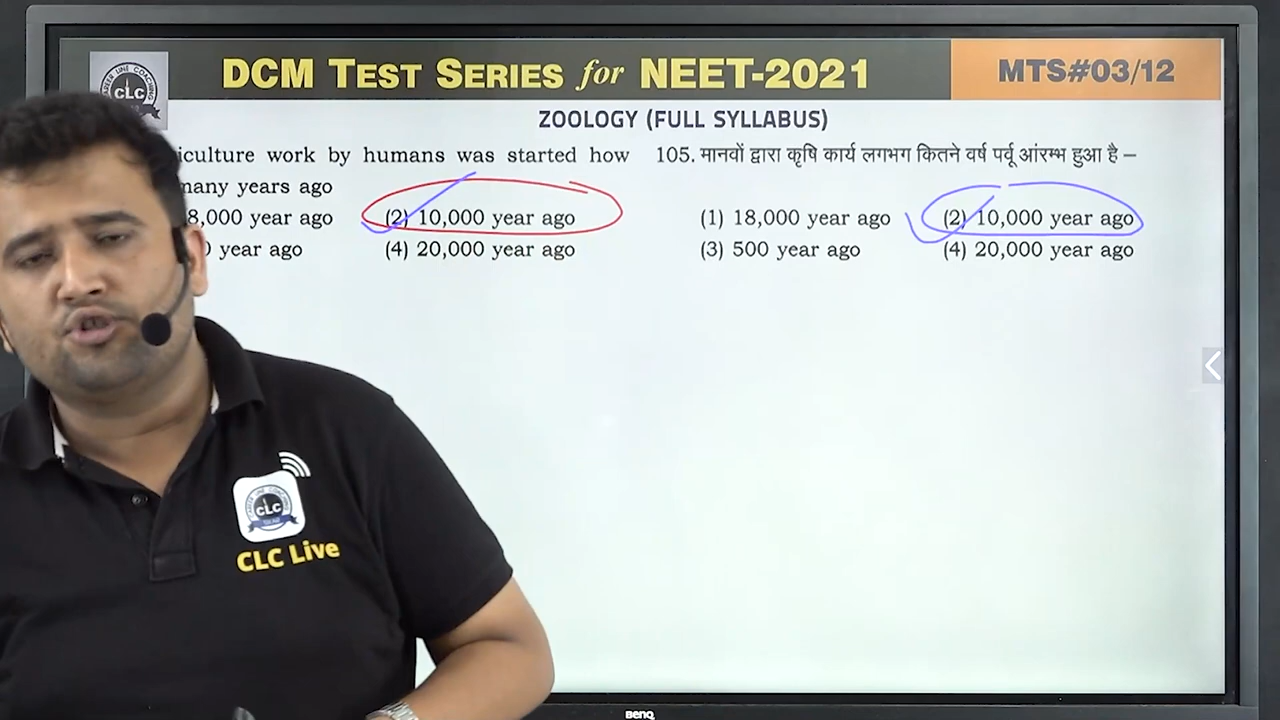 DCM TEST SERIES for NEET-2021
MTS#03/12
CLC
ZOOLOGY (FULL SYLLABUS)
iculture work by humans was started how
many years ago
8,000 year ago (2) 10,000 year ago
0 year ago (4) 20,000 year ago
105. मानवों द्वारा कृषि कार्य लगभग कितने वर्ष पर्वू आंरम्भ हुआ है –
(1) 18,000 year ago (2) 10,000 year ago
(3) 500 year ago (4) 20,000 year ago
CLC
CLC Live
BenQ